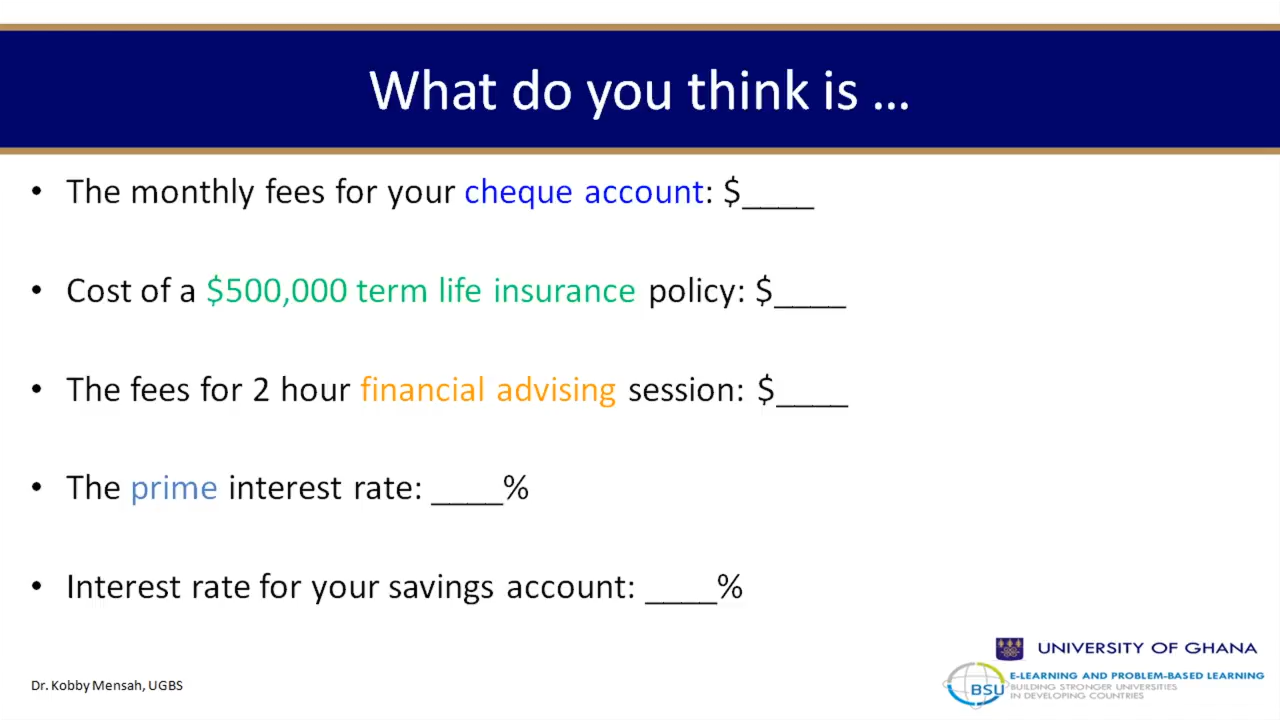 What do you think is …
• The monthly fees for your cheque account: $____
• Cost of a $500,000 term life insurance policy: $____
• The fees for 2 hour financial advising session: $____
• The prime interest rate: ____%
• Interest rate for your savings account: ____%
UNIVERSITY OF GHANA
Dr. Kobby Mensah, UGBS
BSU
E-LEARNING AND PROBLEM-BASED LEARNING
BUILDING STRONGER UNIVERSITIES
IN DEVELOPING COUNTRIES